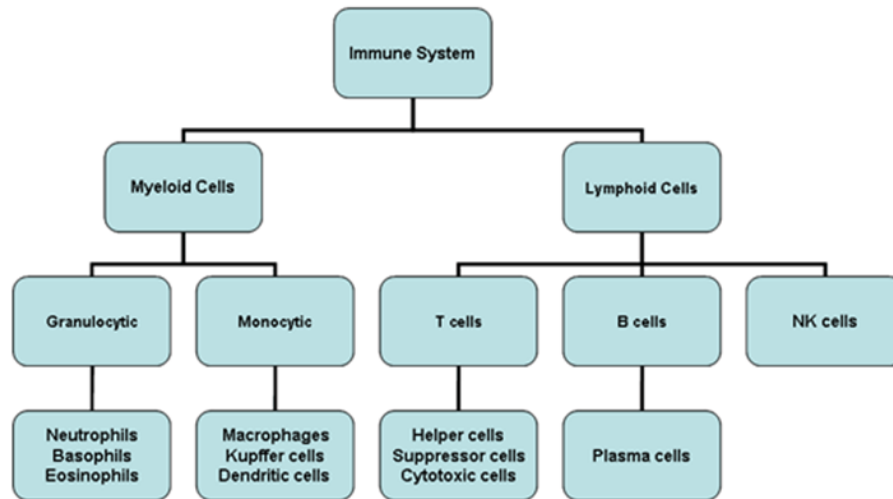 Immune System
Myeloid Cells
Lymphoid Cells
Granulocytic
Monocytic
T cells
B cells
NK cells
Neutrophils
Basophils
Eosinophils
Macrophages
Kupffer cells
Dendritic cells
Helper cells
Suppressor cells
Cytotoxic cells
Plasma cells